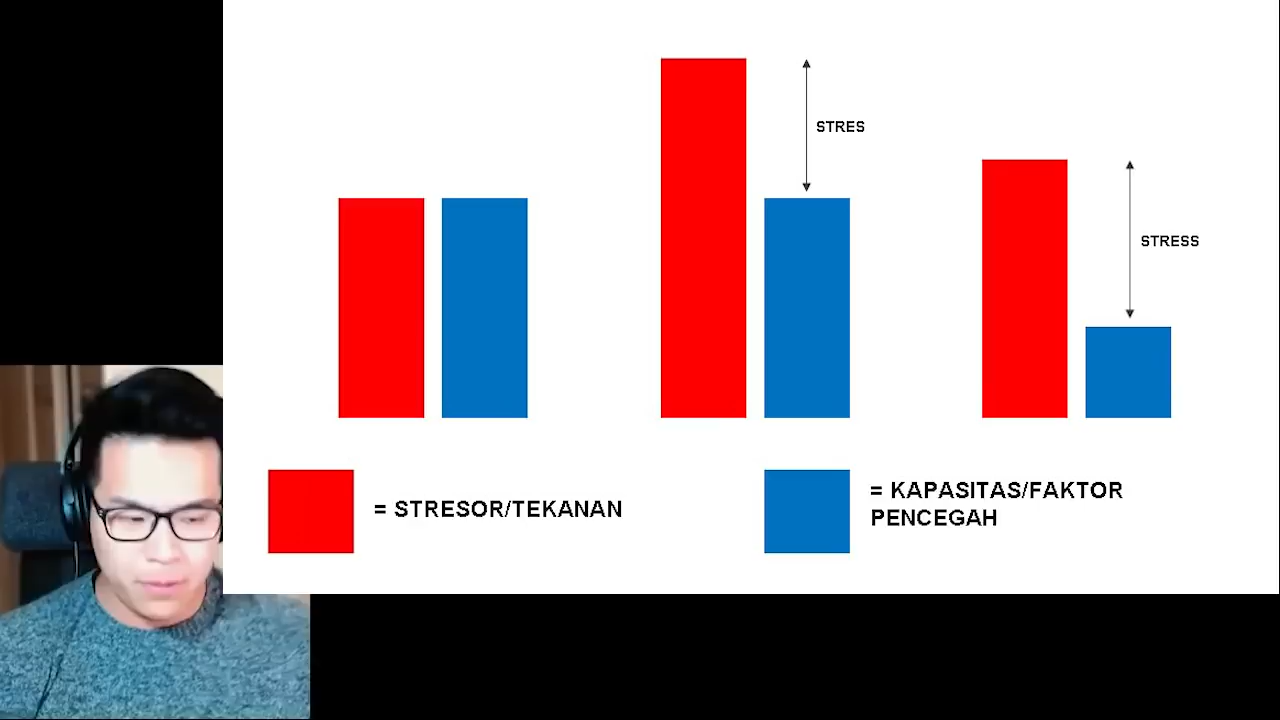 STRES
STRESS
= STRESOR/TEKANAN
= KAPASITAS/FAKTOR
PENCEGAH